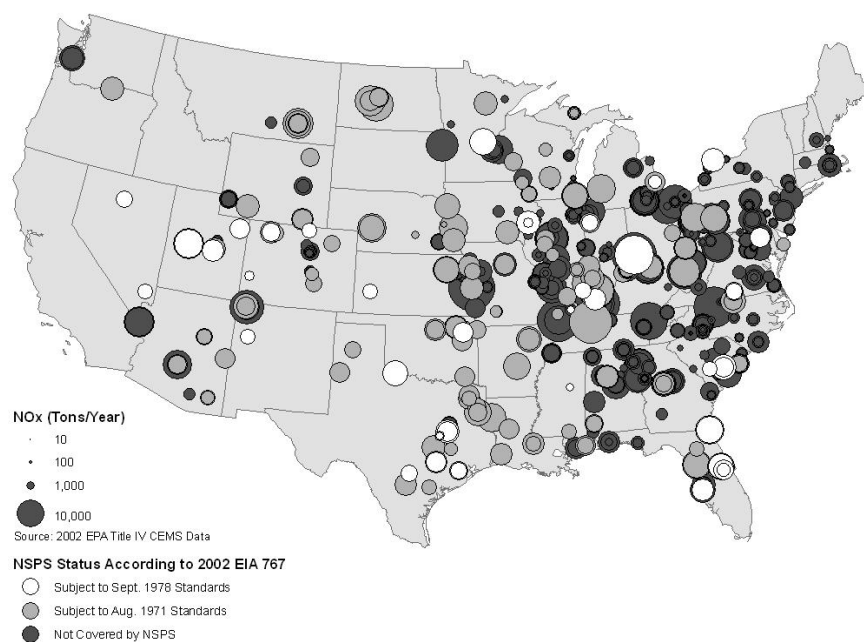 NOx (Tons/Year)
10
100
1,000
10,000
Source: 2002 EPA Title IV CEMS Data
NSPS Status According to 2002 EIA 767
Subject to Sept. 1978 Standards
Subject to Aug. 1971 Standards
Not Covered by NSPS